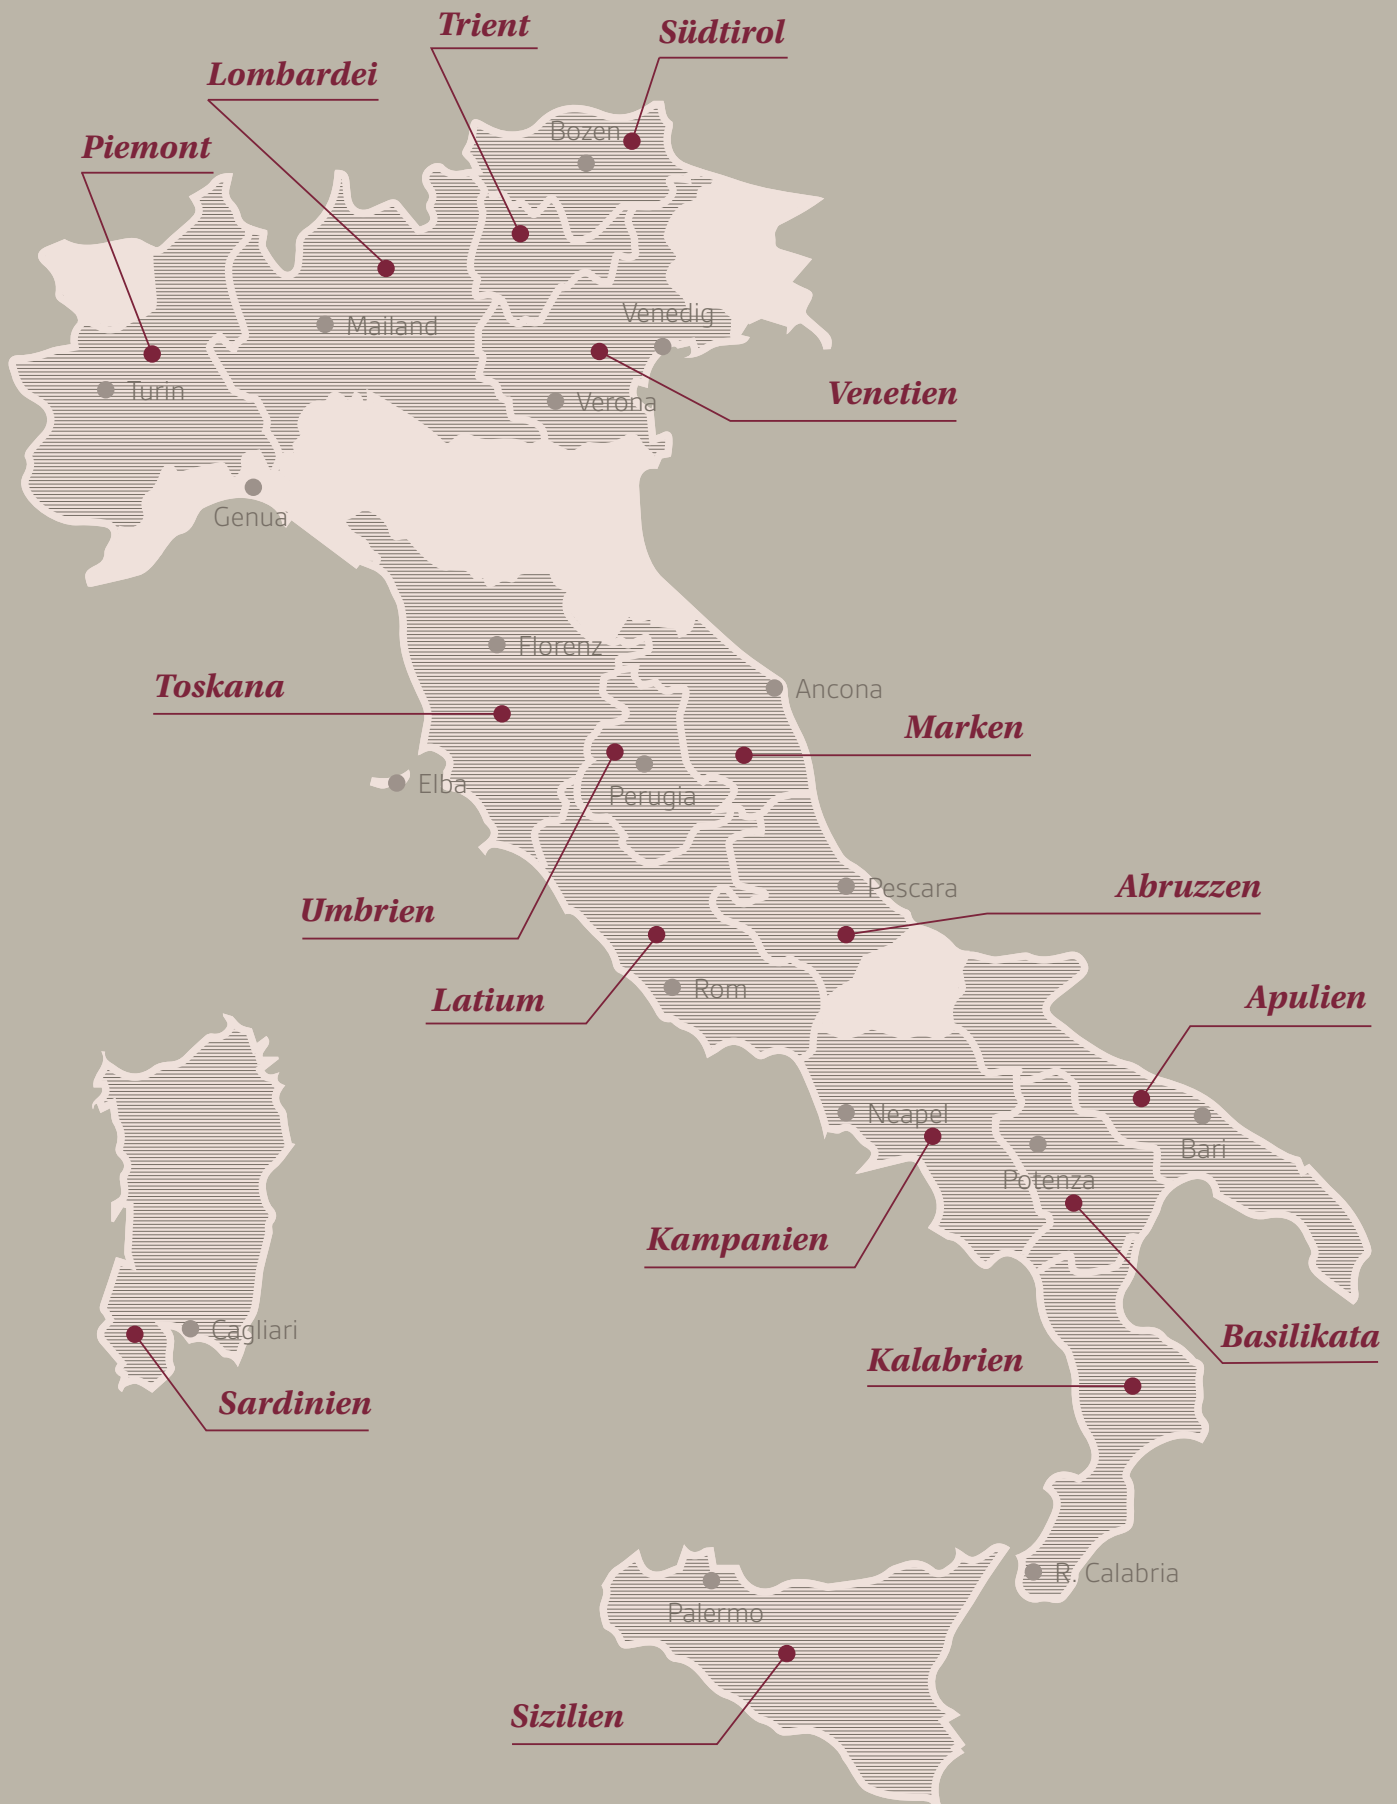 Trient
Südtirol
Lombardei
Bozen
Piemont
Venedig
Mailand
Turin
Venetien
Verona
Genua
Florenz
Toskana
Ancona
Marken
Elba
Perugia
Pescara
Abruzzen
Umbrien
Rom
Latium
Apulien
Neapel
Bari
Potenza
Kampanien
Cagliari
Basilikata
Kalabrien
Sardinien
R. Calabria
Palermo
Sizilien